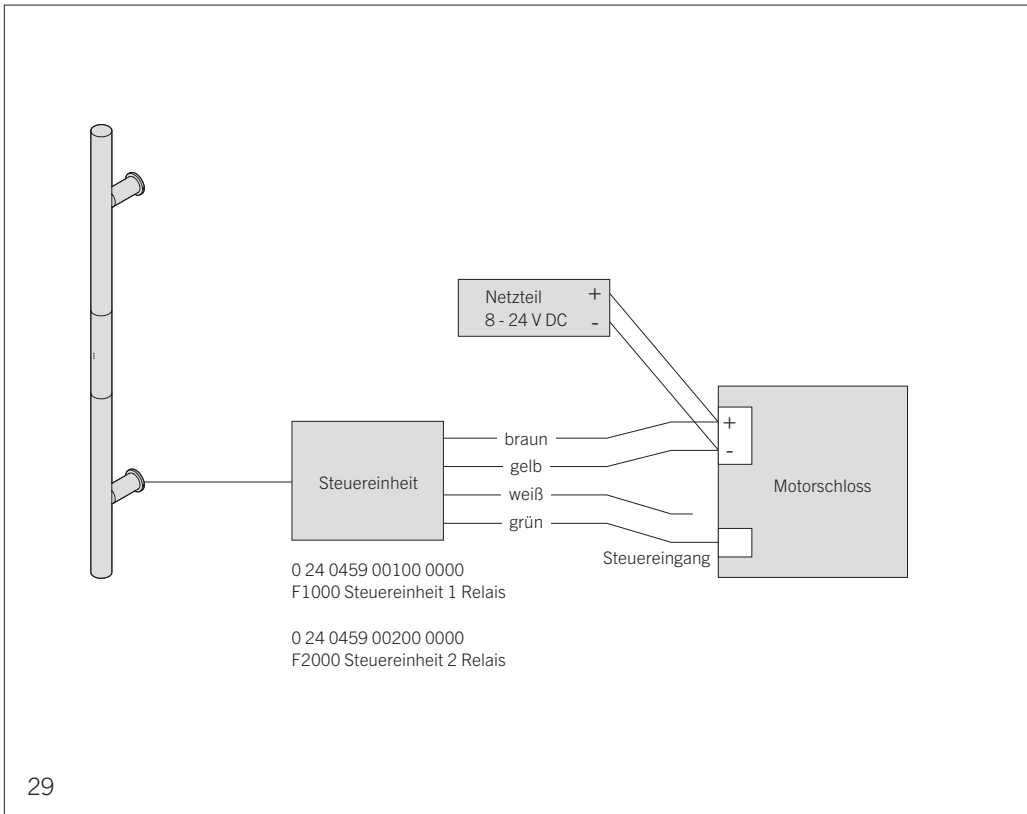 Netzteil +
8 - 24 V DC -
braun
gelb
weiß
grün
Steuereinheit
+
-
Motorschloss
Steuereingang
0 24 0459 00100 0000
F1000 Steuereinheit 1 Relais
0 24 0459 00200 0000
F2000 Steuereinheit 2 Relais
29